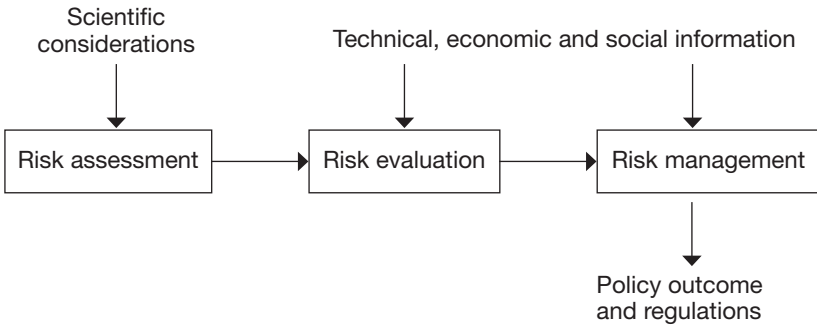 Scientific
considerations
Technical, economic and social information
Risk assessment
Risk evaluation
Risk management
Policy outcome
and regulations